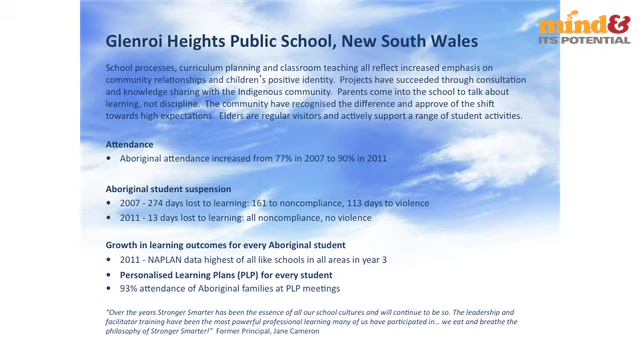 mind&
ITS POTENTIAL
Glenroi Heights Public School, New South Wales
School processes, curriculum planning and classroom teaching all reflect increased emphasis on
community relationships and children's positive identity. Projects have succeeded through consultation
and knowledge sharing with the Indigenous community. Parents come into the school to talk about
learning, not discipline. The community have recognised the difference and approve of the shift
towards high expectations. Elders are regular visitors and actively support a range of student activities.
Attendance
• Aboriginal attendance increased from 77% in 2007 to 90% in 2011
Aboriginal student suspension
• 2007 - 274 days lost to learning: 161 to noncompliance, 113 days to violence
• 2011 - 13 days lost to learning: all noncompliance, no violence
Growth in learning outcomes for every Aboriginal student
• 2011 - NAPLAN data highest of all like schools in all areas in year 3
• Personalised Learning Plans (PLP) for every student
• 93% attendance of Aboriginal families at PLP meetings
"Over the years Stronger Smarter has been the essence of all our school cultures and will continue to be so. The leadership and
facilitator training have been the most powerful professional learning many of us have participated in… we eat and breathe the
philosophy of Stronger Smarter!" Former Principal, Jane Cameron